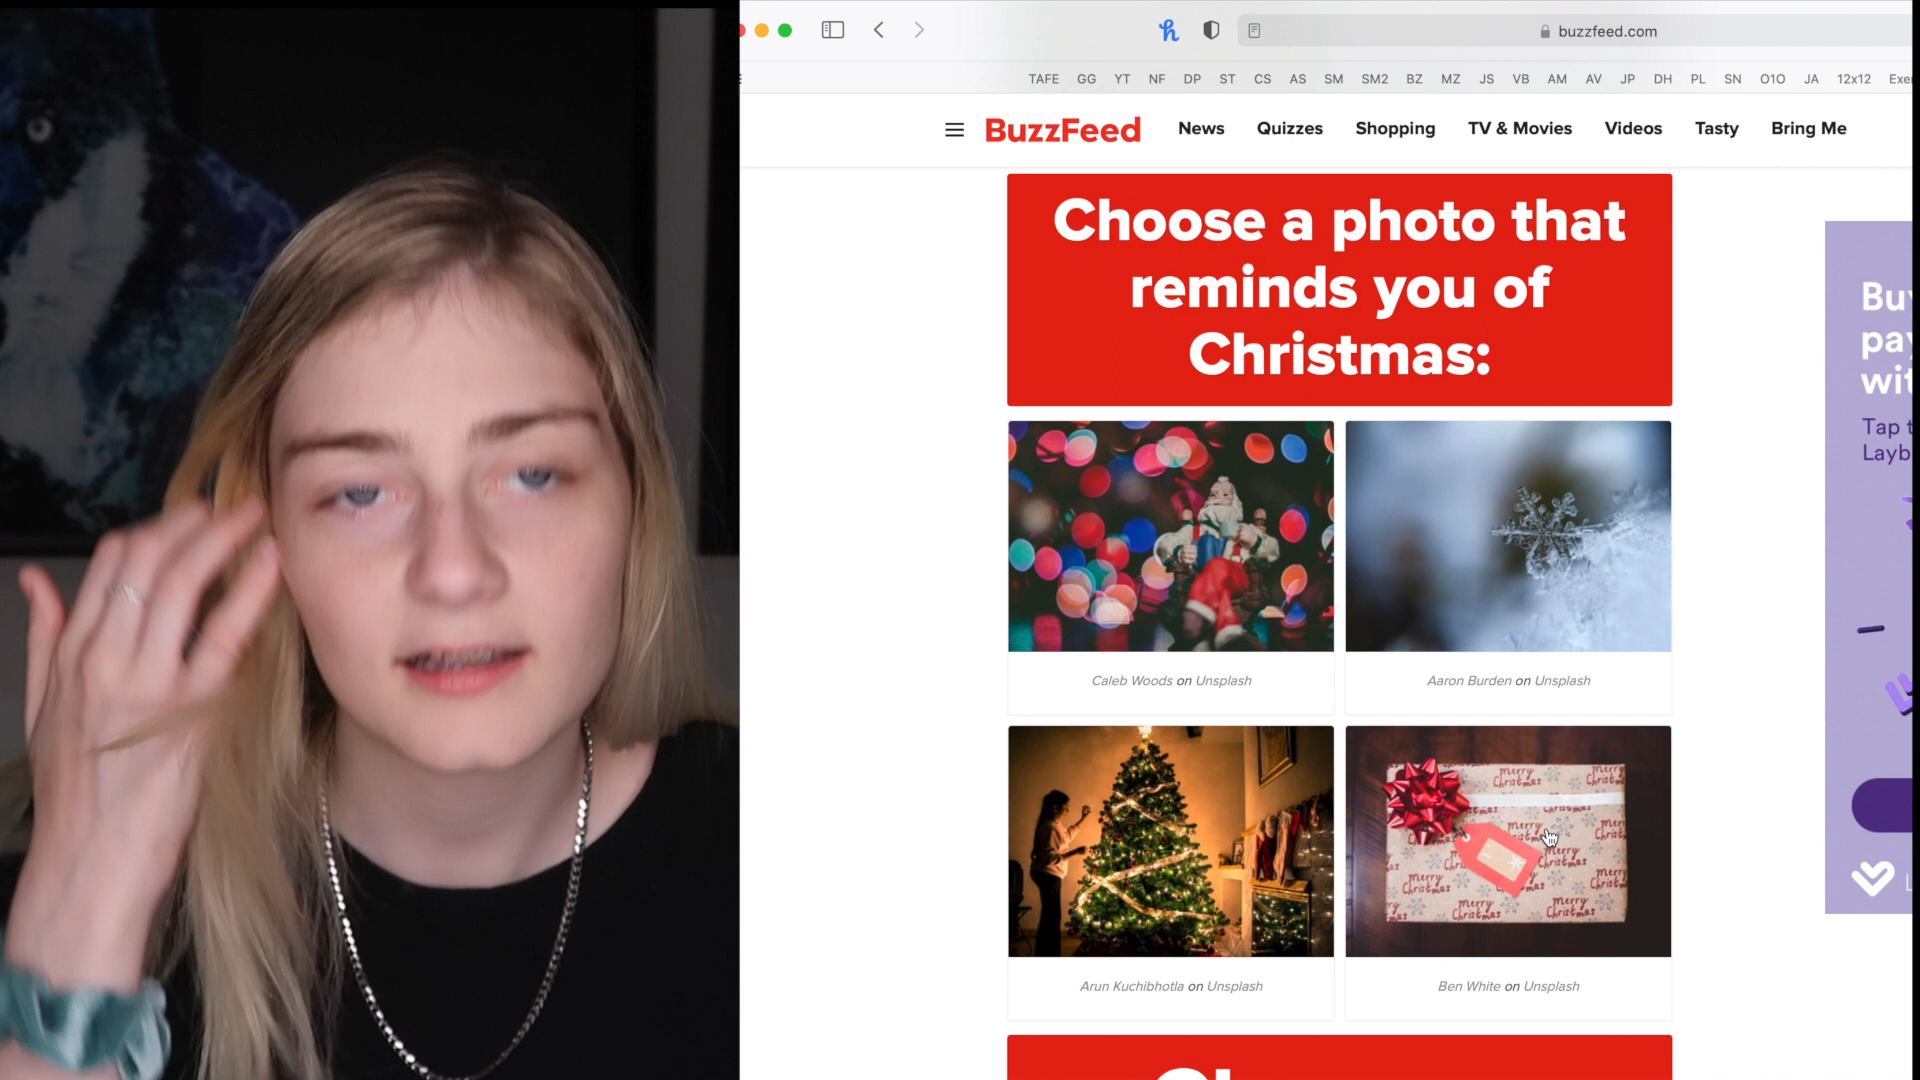 buzzfeed.com
TAFE GG YT NF DP ST CS AS SM SM2 BZ MZ JS VB AM AV JP DH PL SN O1O JA 12x12
BuzzFeed News Quizzes Shopping TV & Movies Videos Tasty Bring Me
Choose a photo that
reminds you of
Christmas:
Caleb Woods on Unsplash
Aaron Burden on Unsplash
merry Christmas
Arun Kuchibhotla on Unsplash
Ben White on Unsplash
Tap